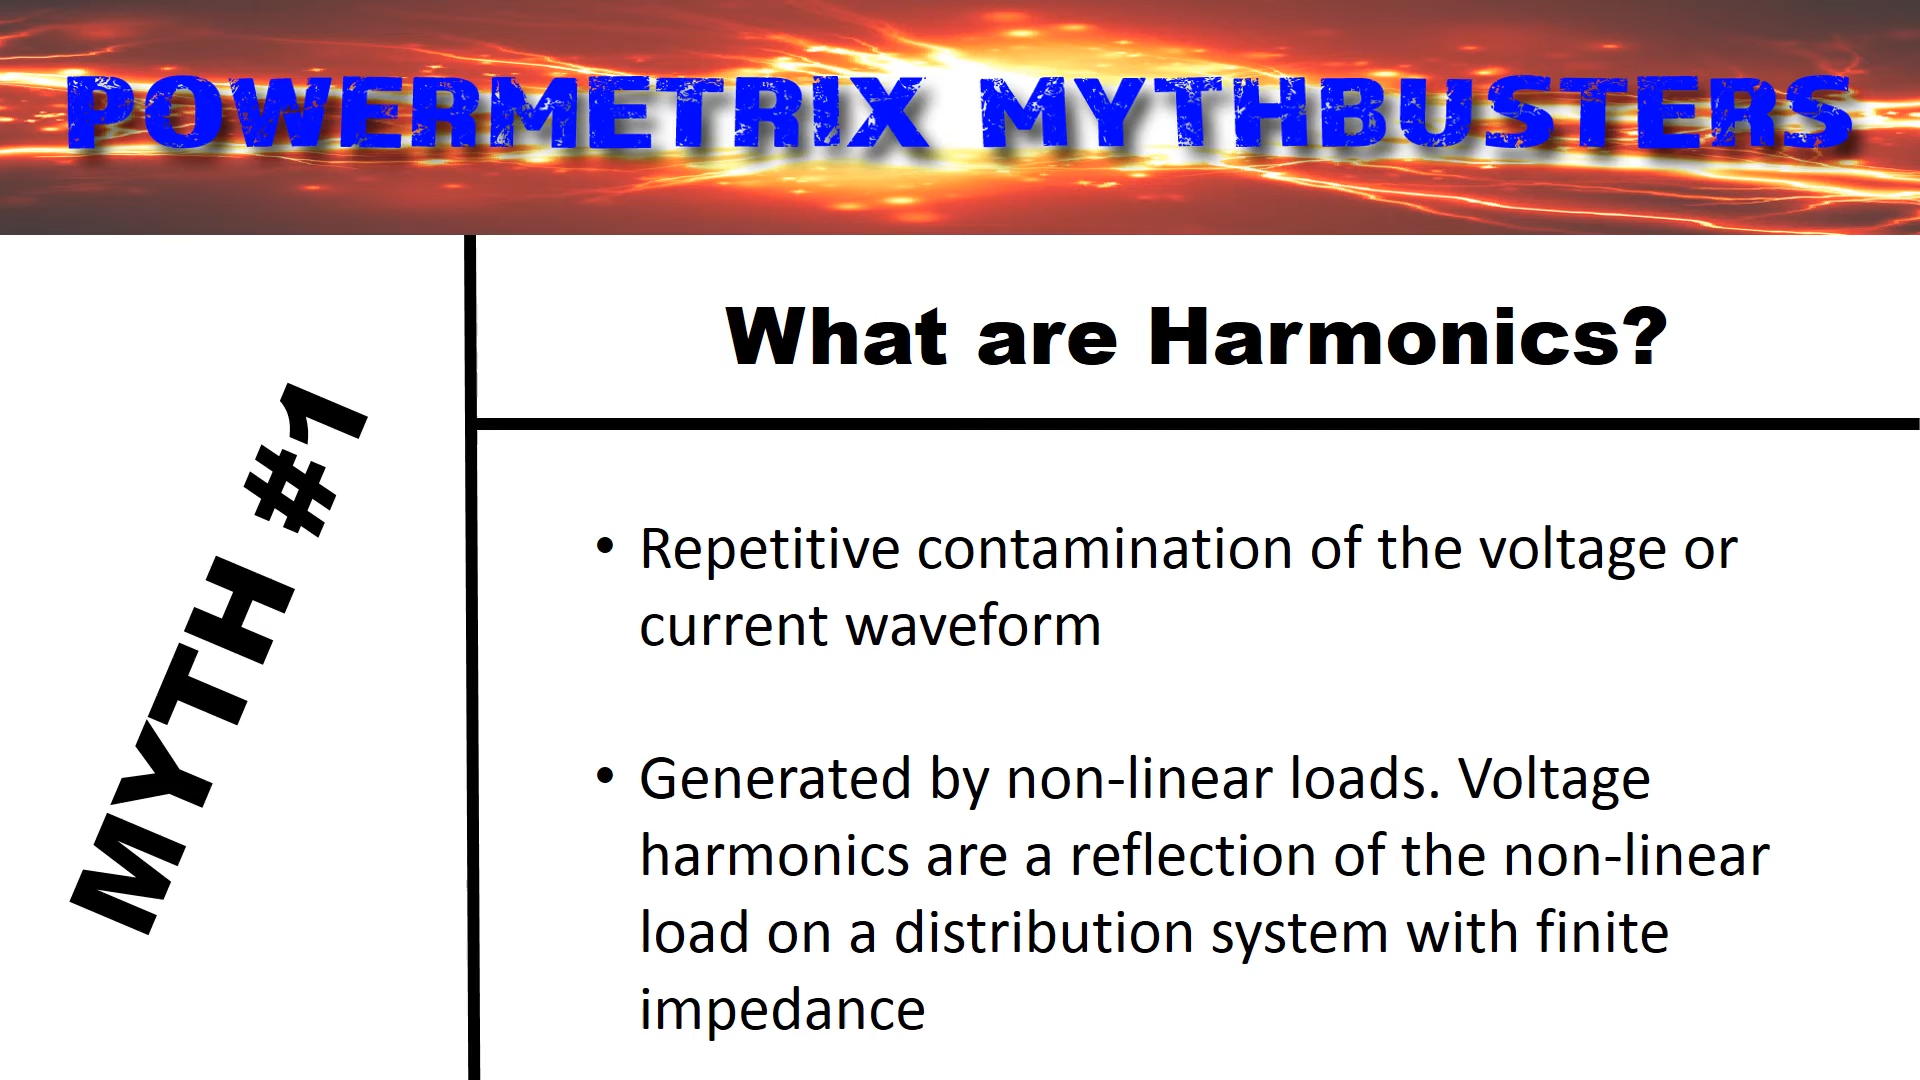 POWERMETRIX MYTHBUSTERS
MYTH #1
What are Harmonics?
• Repetitive contamination of the voltage or
current waveform
• Generated by non-linear loads. Voltage
harmonics are a reflection of the non-linear
load on a distribution system with finite
impedance